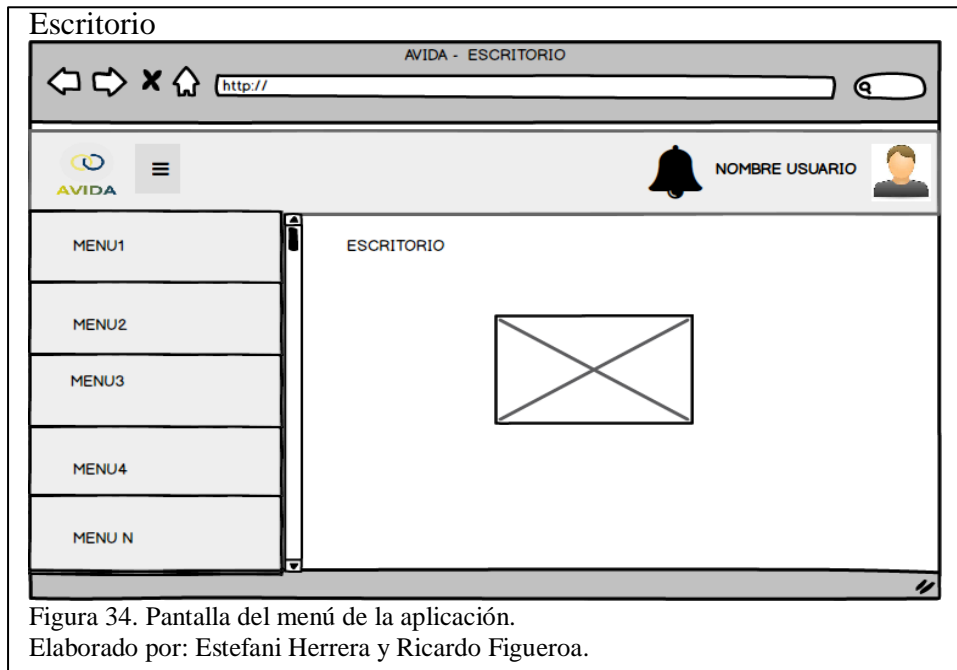 Escritorio
AVIDA - ESCRITORIO
http://
AVIDA
NOMBRE USUARIO
MENU1
ESCRITORIO
MENU2
MENU3
MENU4
MENU N
Figura 34. Pantalla del menú de la aplicación.
Elaborado por: Estefani Herrera y Ricardo Figueroa.